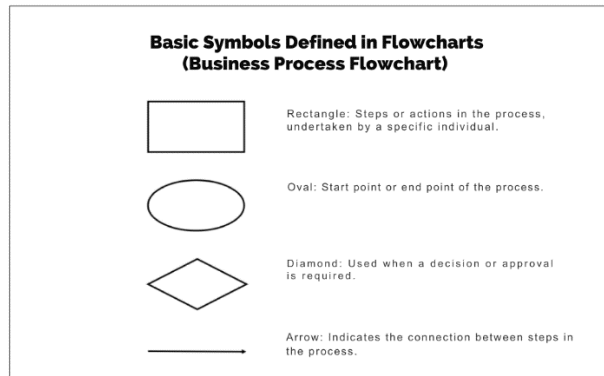 Basic Symbols Defined in Flowcharts
(Business Process Flowchart)
Rectangle: Steps or actions in the process,
undertaken by a specific individual.
Oval: Start point or end point of the process.
Diamond: Used when a decision or approval
is required.
Arrow: Indicates the connection between steps in
the process.